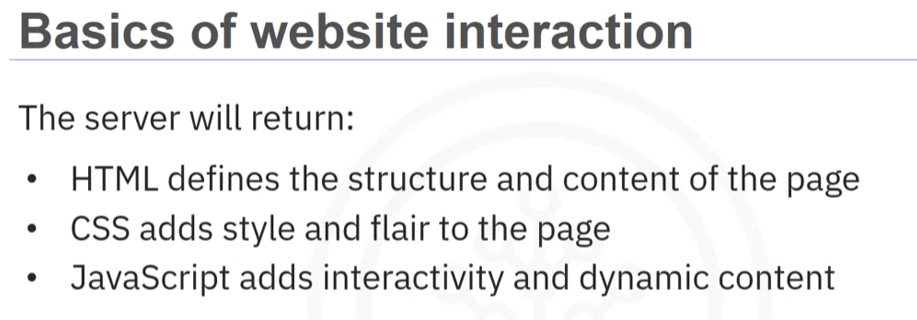 Basics of website interaction
The server will return:
• HTML defines the structure and content of the page
• CSS adds style and flair to the page
• JavaScript adds interactivity and dynamic content